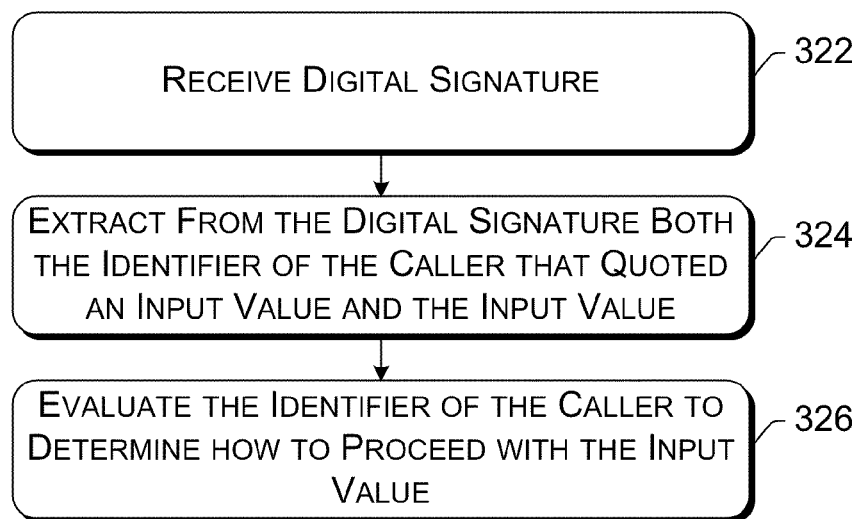 RECEIVE DIGITAL SIGNATURE
322
EXTRACT FROM THE DIGITAL SIGNATURE BOTH
THE IDENTIFIER OF THE CALLER THAT QUOTED
AN INPUT VALUE AND THE INPUT VALUE
324
EVALUATE THE IDENTIFIER OF THE CALLER TO
DETERMINE HOW TO PROCEED WITH THE INPUT
VALUE
326